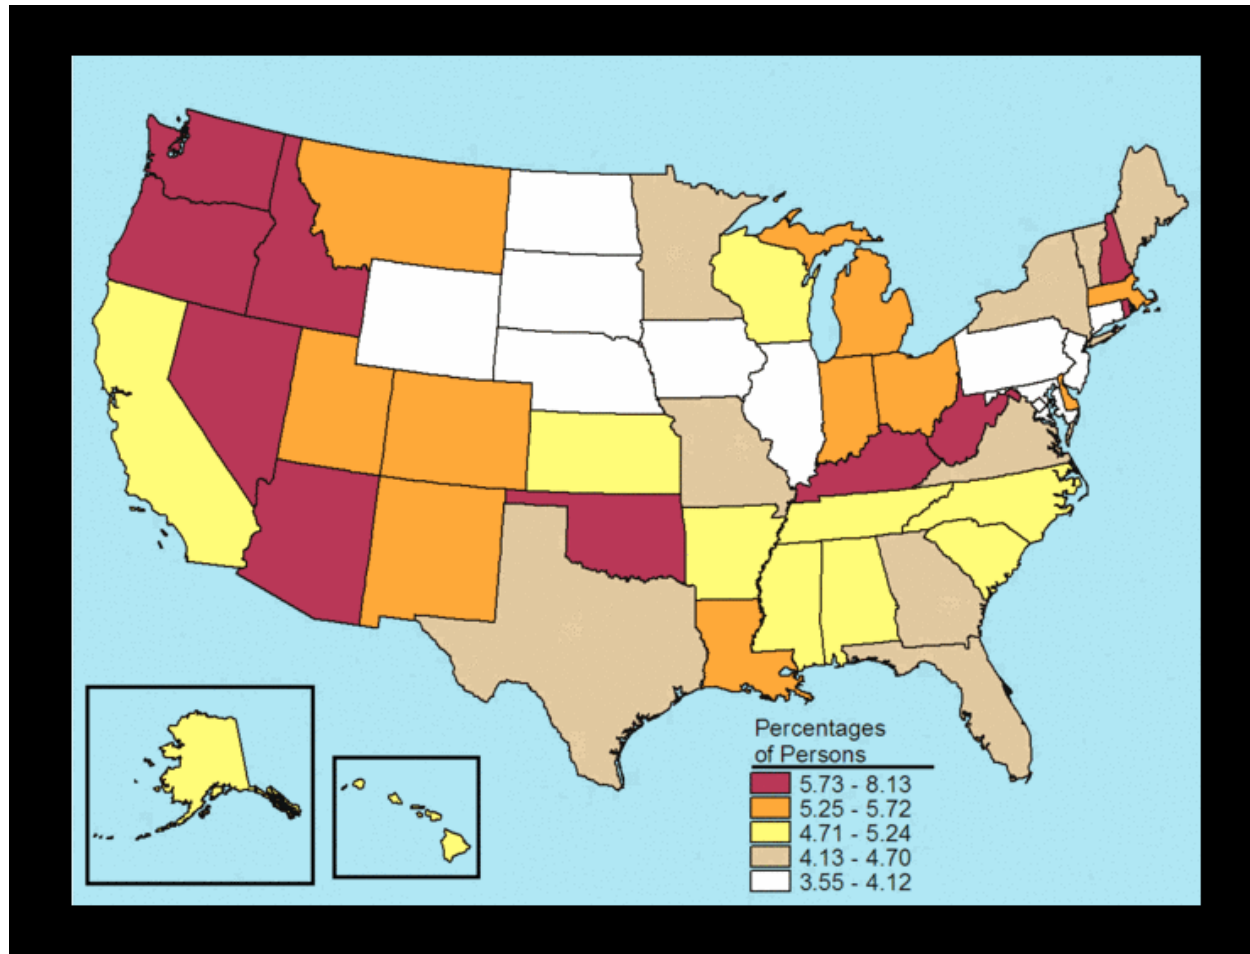 Percentages
of Persons
5.73 - 8.13
5.25 - 5.72
4.71 - 5.24
4.13 - 4.70
3.55 - 4.12